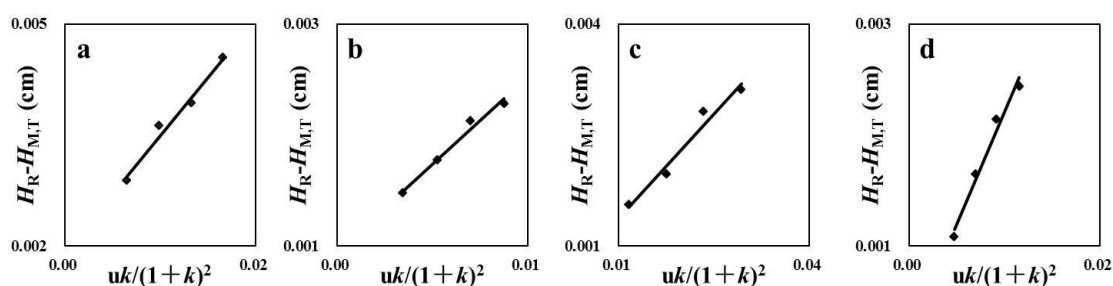 0.005
a
H_R-H_M,T (cm)
0.002
0.00
0.02
uk/(1+k)²
0.003
b
H_R-H_M,T (cm)
0.001
0.00
0.01
uk/(1+k)²
0.004
c
H_R-H_M,T (cm)
0.001
0.01
0.04
uk/(1+k)²
0.003
d
H_R-H_M,T (cm)
0.001
0.00
0.02
uk/(1+k)²